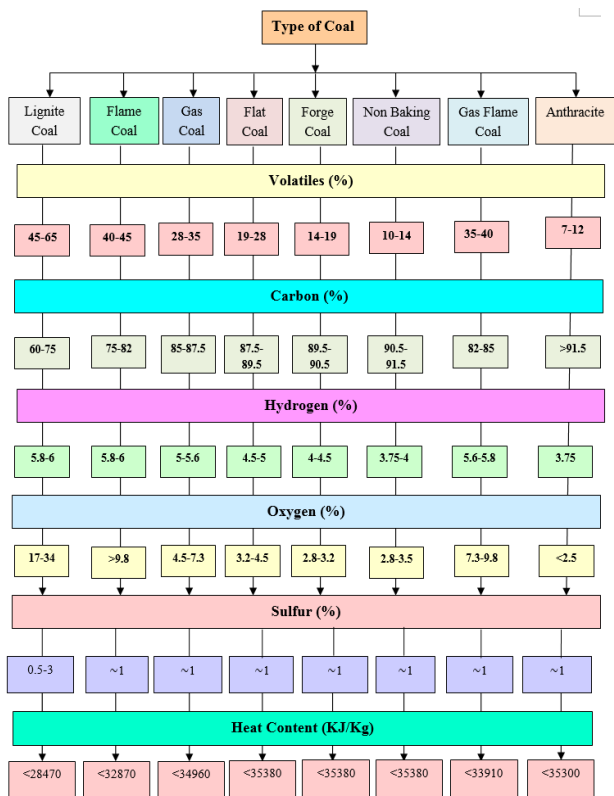 Type of Coal
Lignite Coal
Flame Coal
Gas Coal
Flat Coal
Forge Coal
Non Baking Coal
Gas Flame Coal
Anthracite
Volatiles (%)
45-65 40-45 28-35 19-28 14-19 10-14 35-40 7-12
Carbon (%)
60-75 75-82 85-87.5 87.5-89.5 89.5-90.5 90.5-91.5 82-85 >91.5
Hydrogen (%)
5.8-6 5.8-6 5-5.6 4.5-5 4-4.5 3.75-4 5.6-5.8 3.75
Oxygen (%)
17-34 >9.8 4.5-7.3 3.2-4.5 2.8-3.2 2.8-3.5 7.3-9.8 <2.5
Sulfur (%)
0.5-3 ~1 ~1 ~1 ~1 ~1 ~1 ~1
Heat Content (KJ/Kg)
<28470 <32870 <34960 <35380 <35380 <35380 <33910 <35300